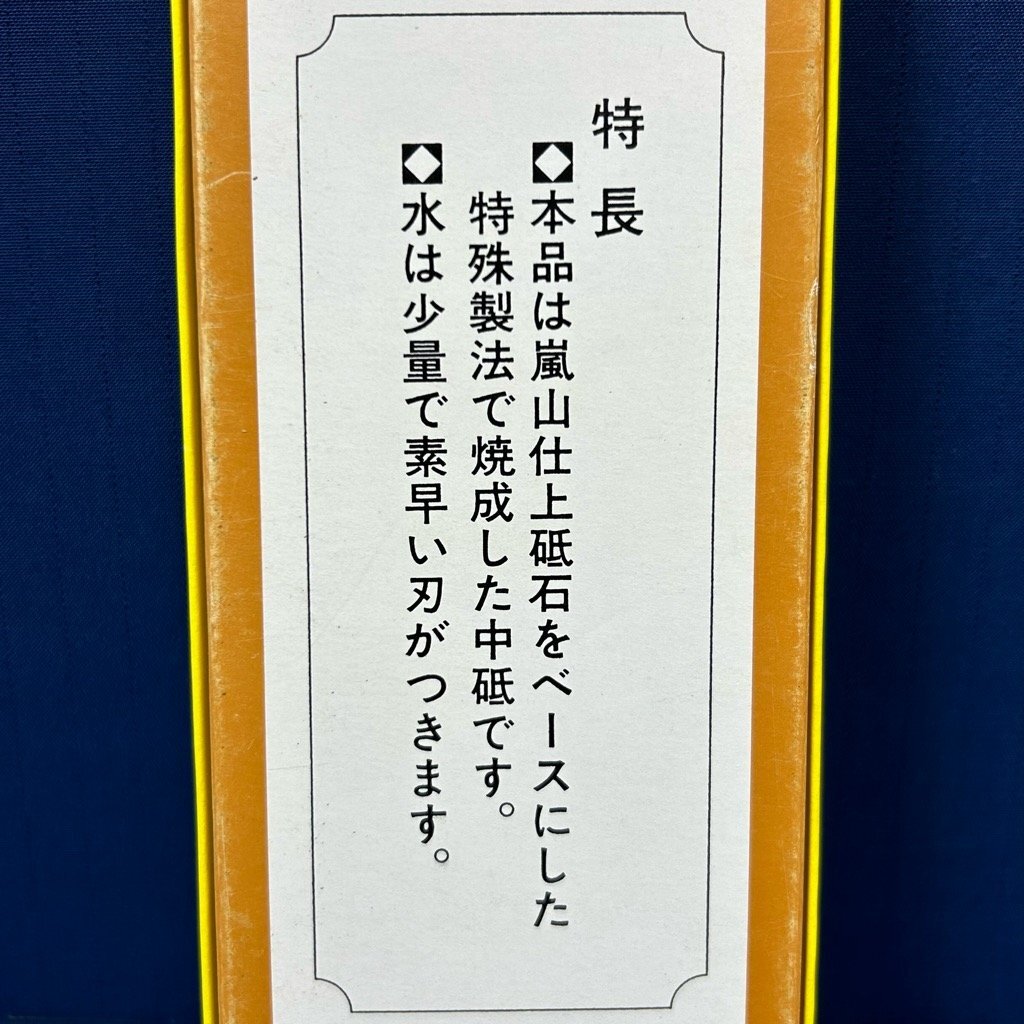 特長
◆本品は嵐山仕上砥石をベースにした
特殊製法で焼成した中砥です。
◆水は少量で素早い刃がつきます。